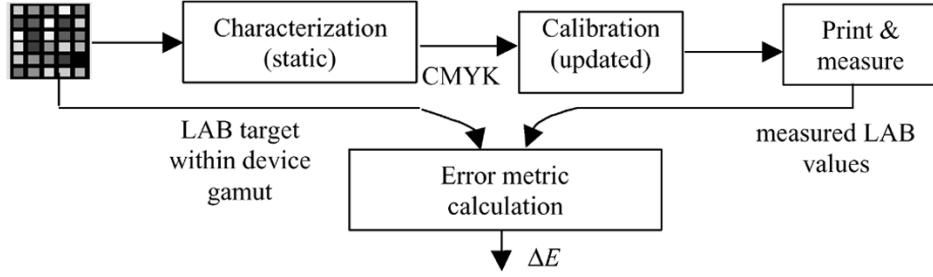 Characterization
(static)
CMYK
Calibration
(updated)
Print &
measure
LAB target
within device
gamut
measured LAB
values
Error metric
calculation
ΔE